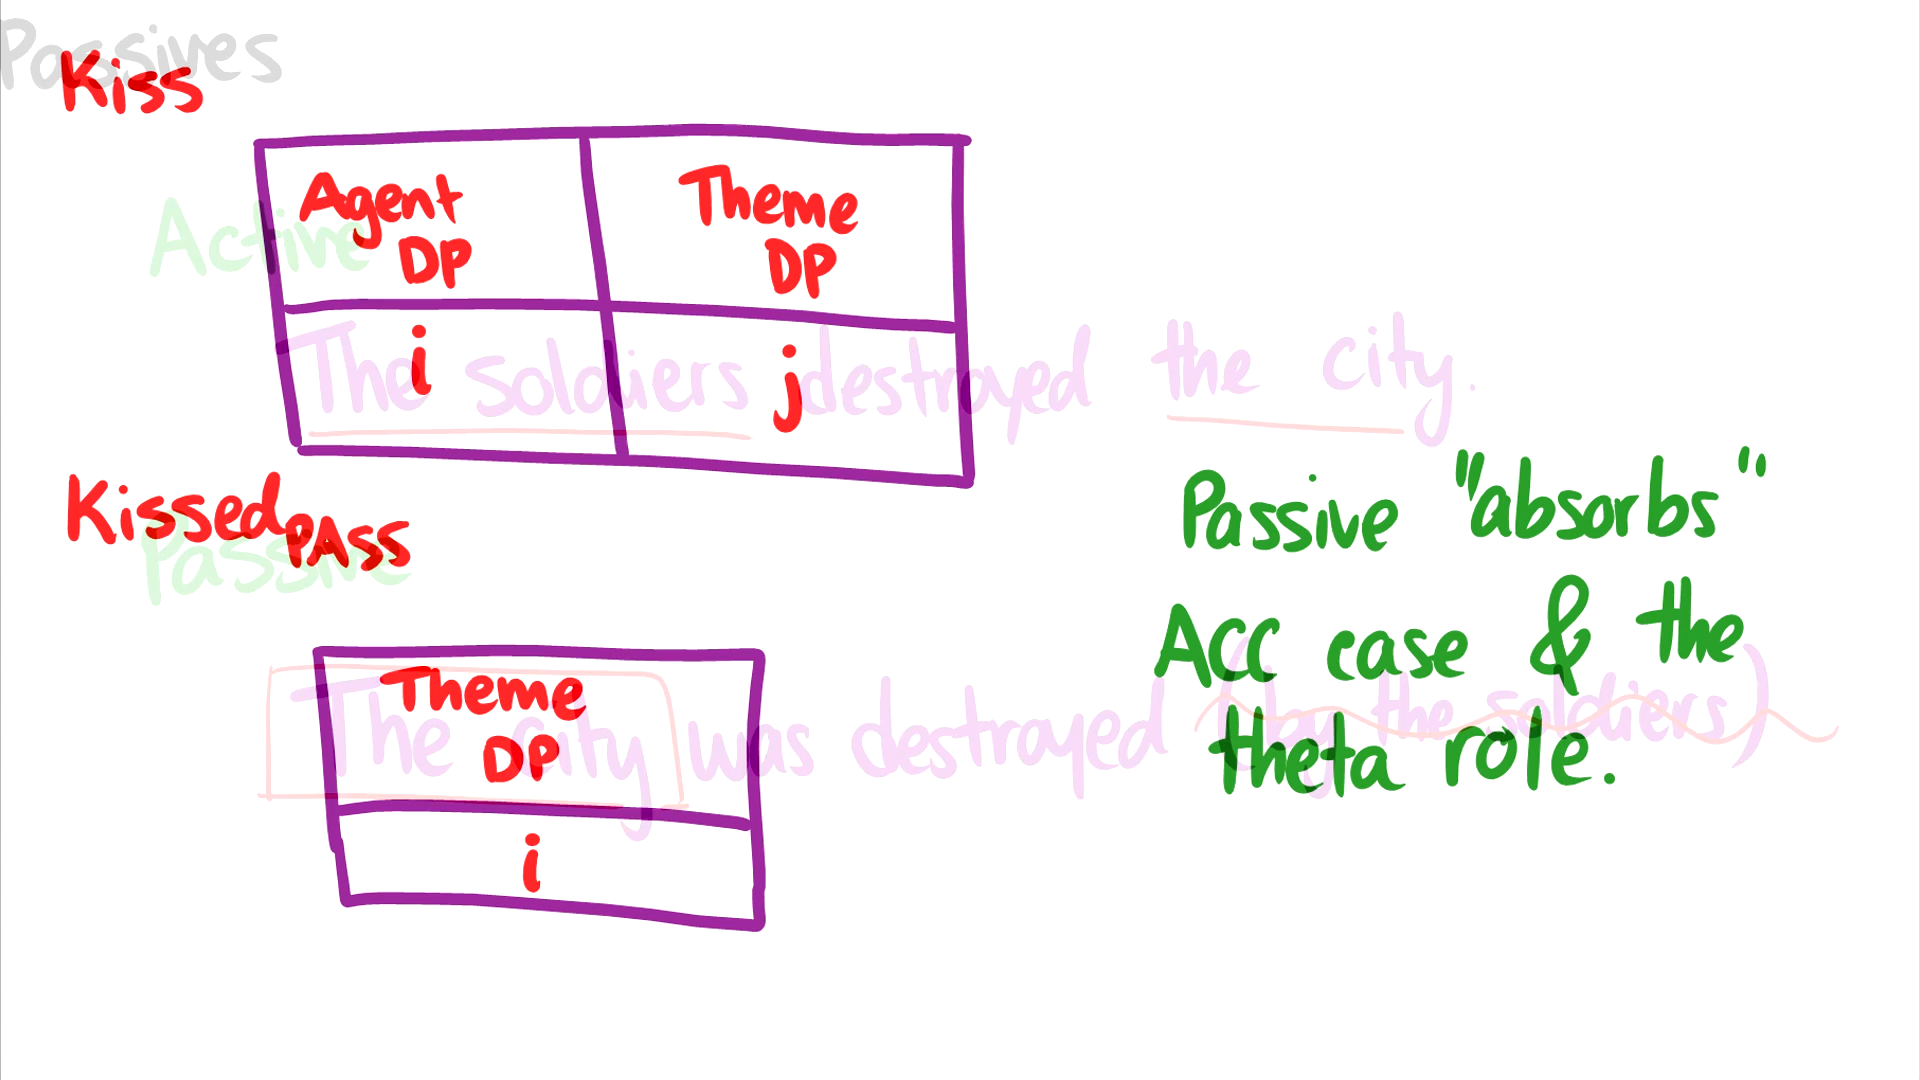 Passives
Kiss
Agent DP
Theme DP
Active
i
j
The soldiers destroyed the city.
KissedPASS
Passive
Passive "absorbs"
ACC case & the
theta role.
Theme
DP
The city was destroyed (by the soldiers)
i